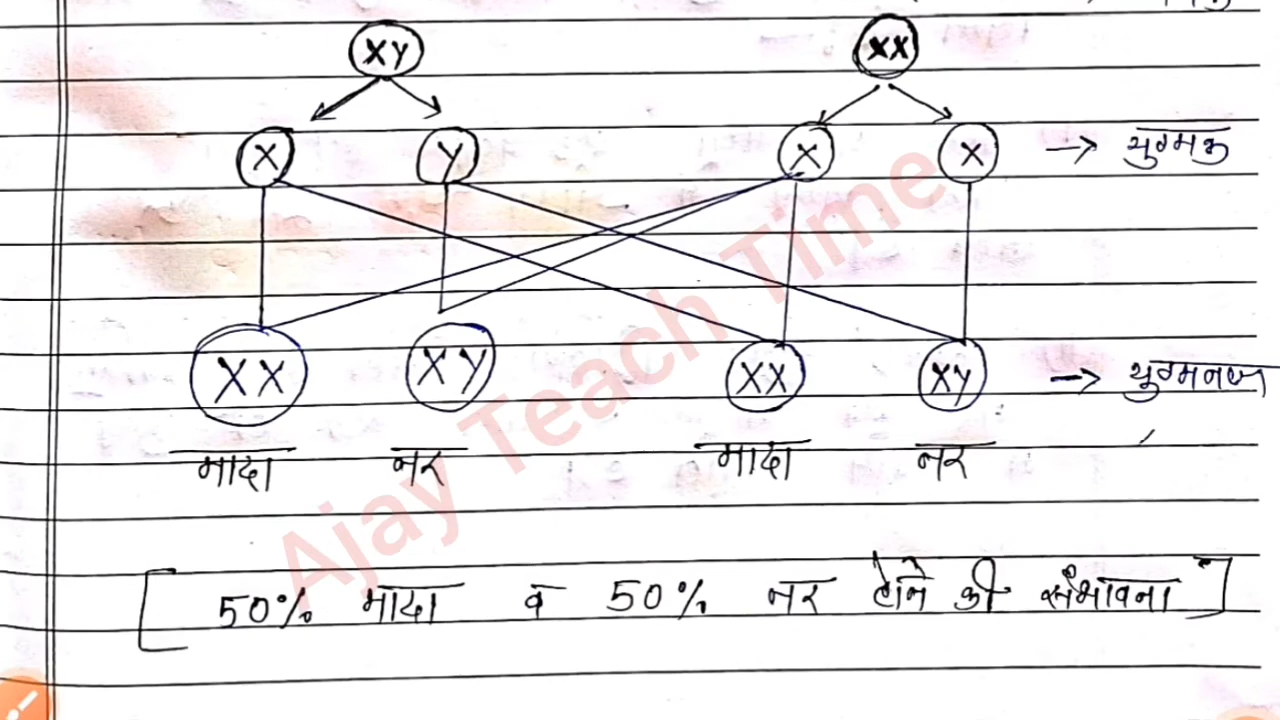 XY XX
X Y X X → युग्मक
XX XY XX XY → युग्मनज
मादा नर मादा नर
[ 50% मादा व 50% नर होने की संभावना ]
Ajay Teach Time